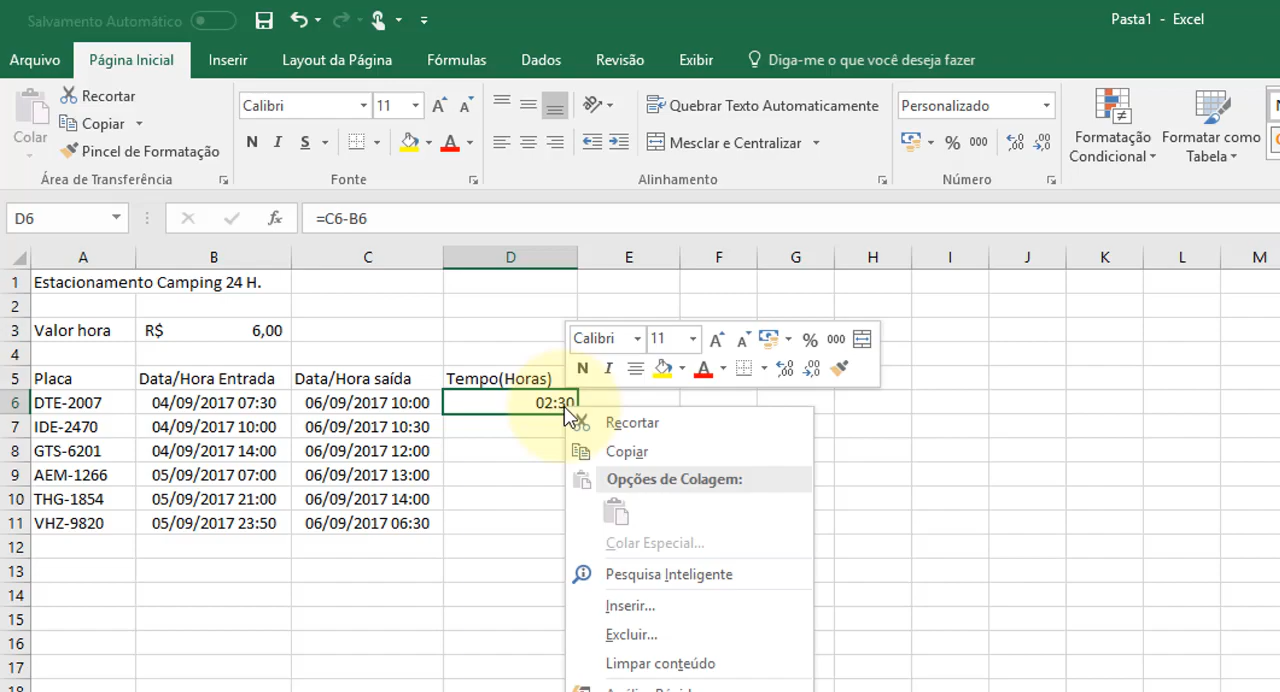 Salvamento Automático
Pasta1 - Excel
Arquivo Página Inicial Inserir Layout da Página Fórmulas Dados Revisão Exibir Diga-me o que você deseja fazer
Colar
Recortar
Copiar
Pincel de Formatação
Área de Transferência
Calibri 11
N I S
Fonte
Quebrar Texto Automaticamente
Mesclar e Centralizar
Alinhamento
Personalizado
% 000
Número
Formatação Condicional
Formatar como Tabela
D6 fx =C6-B6
A B C D E F G H I J K L M
1 Estacionamento Camping 24 H.
2
3 Valor hora R$ 6,00
4
5 Placa Data/Hora Entrada Data/Hora saída Tempo(Horas)
6 DTE-2007 04/09/2017 07:30 06/09/2017 10:00 02:30
7 IDE-2470 04/09/2017 10:00 06/09/2017 10:30
8 GTS-6201 04/09/2017 14:00 06/09/2017 12:00
9 AEM-1266 05/09/2017 07:00 06/09/2017 13:00
10 THG-1854 05/09/2017 21:00 06/09/2017 14:00
11 VHZ-9820 05/09/2017 23:50 06/09/2017 06:30
12
13
14
15
16
17
18
Calibri 11 % 000
N I
Recortar
Copiar
Opções de Colagem:
Colar Especial...
Pesquisa Inteligente
Inserir...
Excluir...
Limpar conteúdo